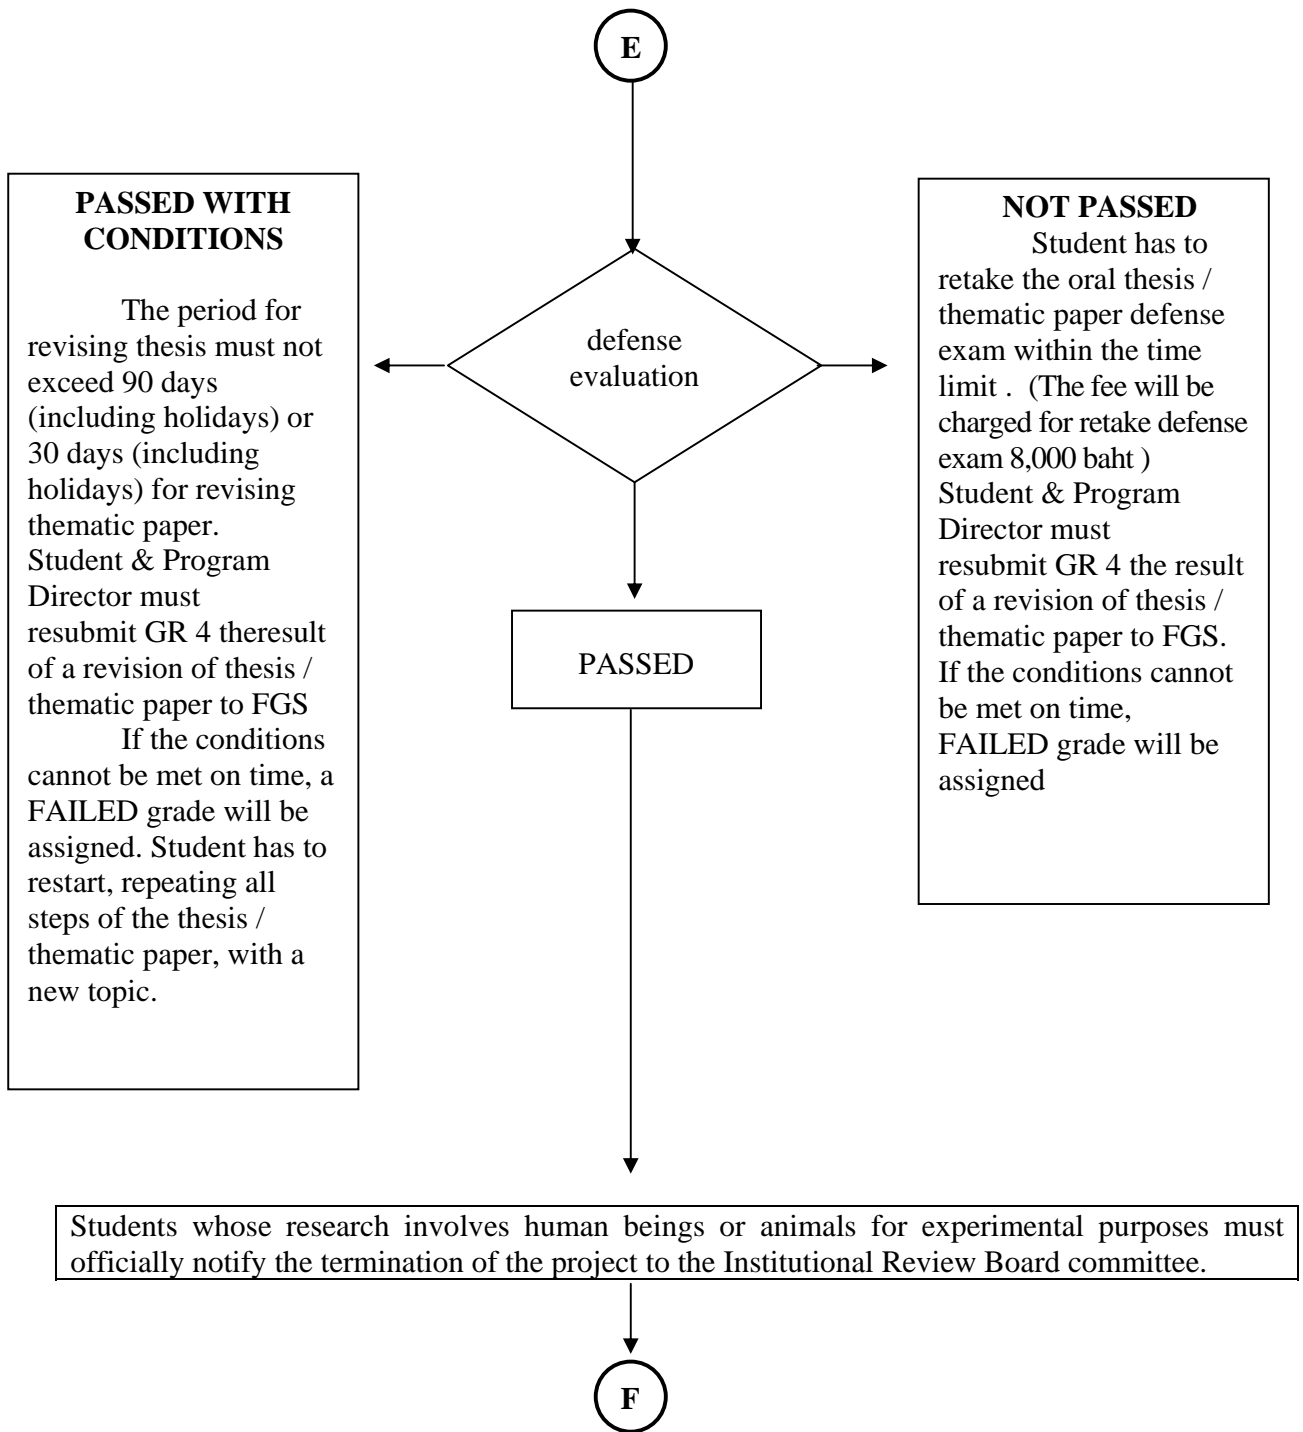 E
PASSED WITH
CONDITIONS
The period for
revising thesis must not
exceed 90 days
(including holidays) or
30 days (including
holidays) for revising
thematic paper.
Student & Program
Director must
resubmit GR 4 theresult
of a revision of thesis /
thematic paper to FGS
If the conditions
cannot be met on time, a
FAILED grade will be
assigned. Student has to
restart, repeating all
steps of the thesis /
thematic paper, with a
new topic.
defense
evaluation
NOT PASSED
Student has to
retake the oral thesis /
thematic paper defense
exam within the time
limit .  (The fee will be
charged for retake defense
exam 8,000 baht )
Student & Program
Director must
resubmit GR 4 the result
of a revision of thesis /
thematic paper to FGS.
If the conditions cannot
be met on time,
FAILED grade will be
assigned
PASSED
Students whose research involves human beings or animals for experimental purposes must
officially notify the termination of the project to the Institutional Review Board committee.
F